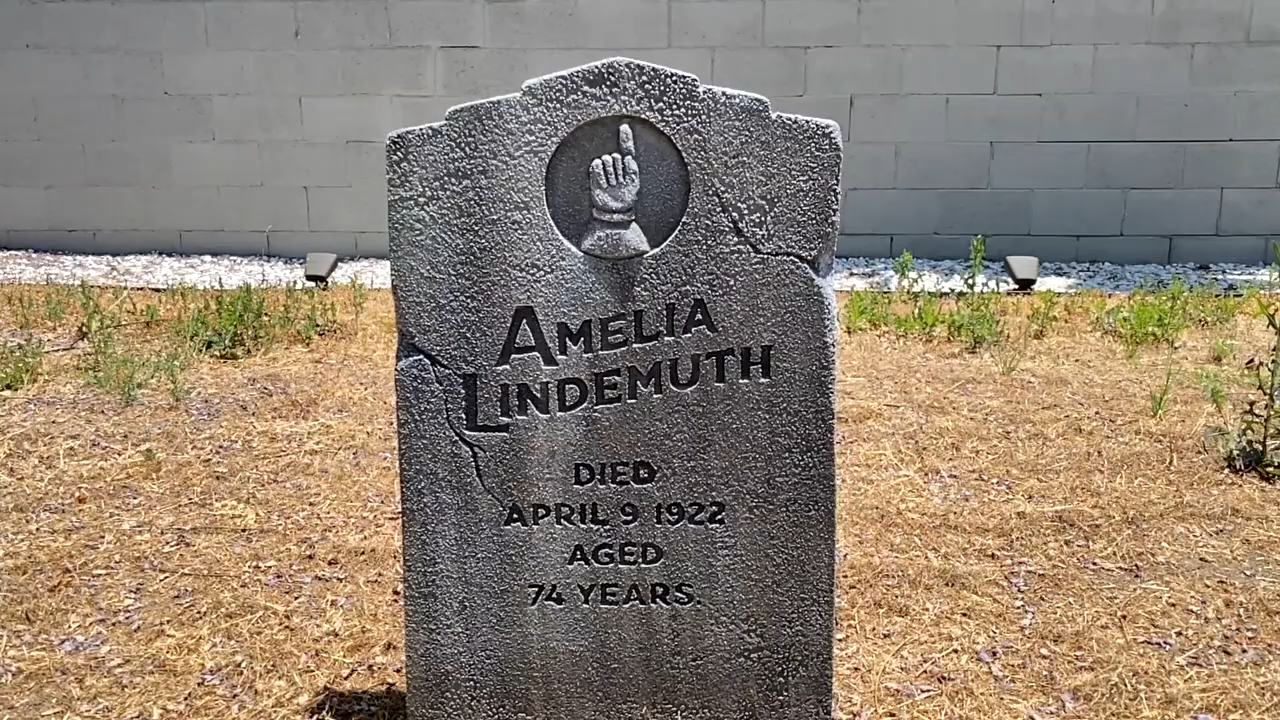 AMELIA
LINDEMUTH
DIED
APRIL 9 1922
AGED
74 YEARS.